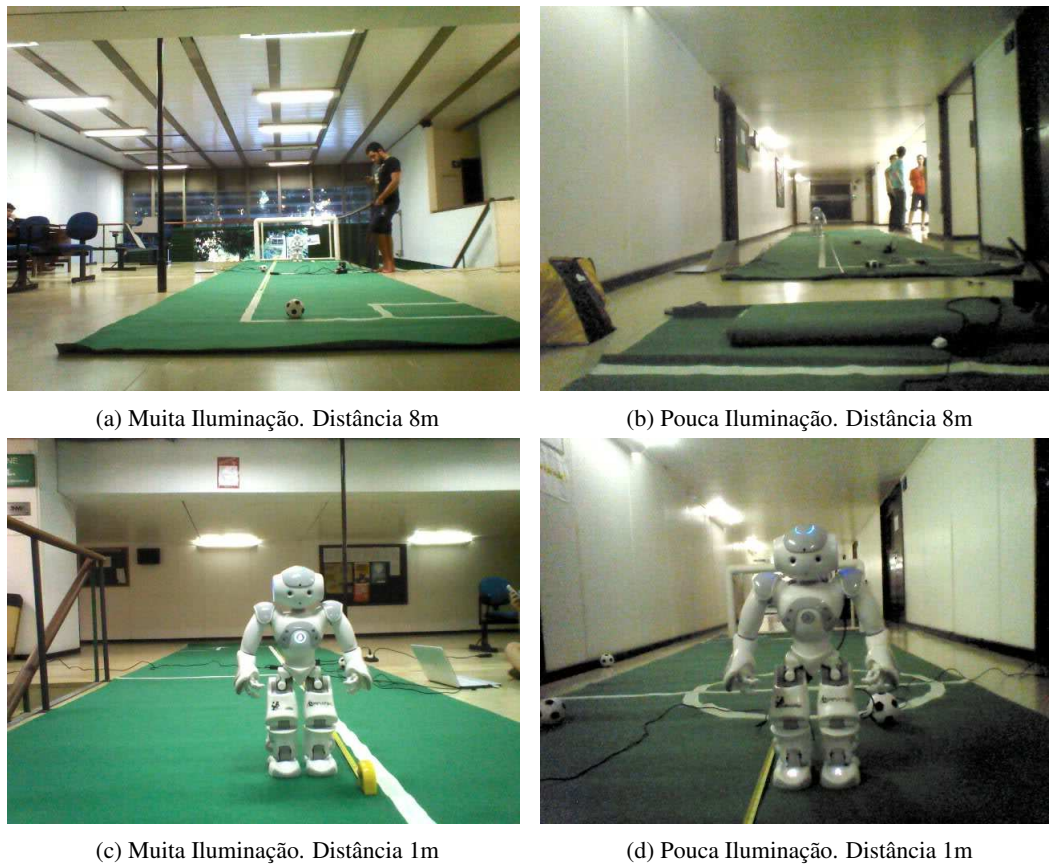 (a) Muita Iluminação. Distância 8m
(b) Pouca Iluminação. Distância 8m
(c) Muita Iluminação. Distância 1m
(d) Pouca Iluminação. Distância 1m